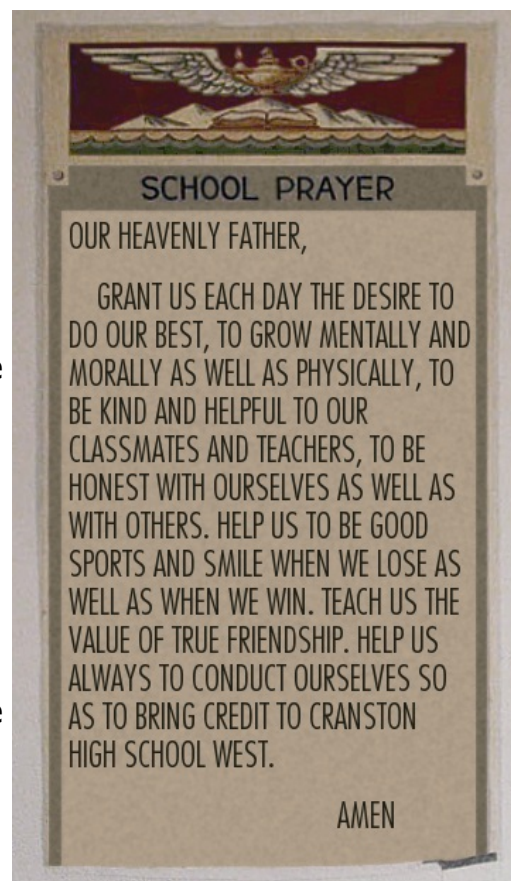 SCHOOL PRAYER
OUR HEAVENLY FATHER,
GRANT US EACH DAY THE DESIRE TO
DO OUR BEST, TO GROW MENTALLY AND
MORALLY AS WELL AS PHYSICALLY, TO
BE KIND AND HELPFUL TO OUR
CLASSMATES AND TEACHERS, TO BE
HONEST WITH OURSELVES AS WELL AS
WITH OTHERS. HELP US TO BE GOOD
SPORTS AND SMILE WHEN WE LOSE AS
WELL AS WHEN WE WIN. TEACH US THE
VALUE OF TRUE FRIENDSHIP. HELP US
ALWAYS TO CONDUCT OURSELVES SO
AS TO BRING CREDIT TO CRANSTON
HIGH SCHOOL WEST.
AMEN